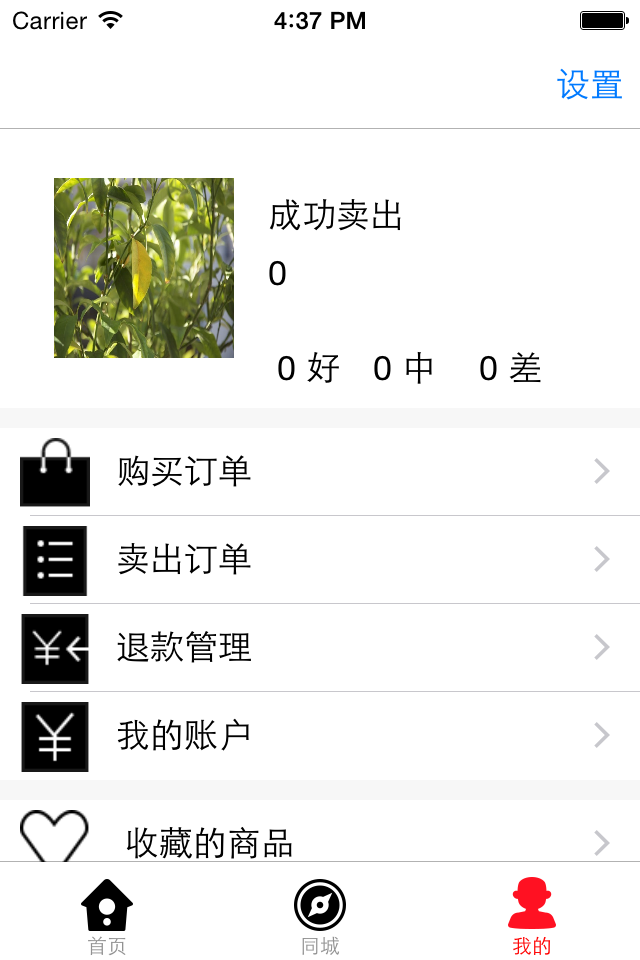 Carrier 4:37 PM
设置
成功卖出
0
0 好 0 中 0 差
购买订单
卖出订单
退款管理
我的账户
收藏的商品
首页 同城 我的